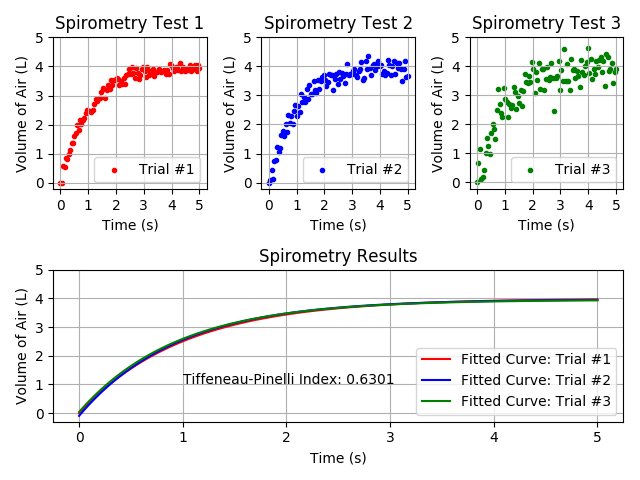 Spirometry Test 1
Spirometry Test 2
Spirometry Test 3
Volume of Air (L)
5
4
3
2
1
0
Trial #1
0 1 2 3 4 5
Time (s)
Volume of Air (L)
5
4
3
2
1
0
Trial #2
0 1 2 3 4 5
Time (s)
Volume of Air (L)
5
4
3
2
1
0
Trial #3
0 1 2 3 4 5
Time (s)
Spirometry Results
Volume of Air (L)
5
4
3
2
1
0
Tiffeneau-Pinelli Index: 0.6301
Fitted Curve: Trial #1
Fitted Curve: Trial #2
Fitted Curve: Trial #3
0 1 2 3 4 5
Time (s)